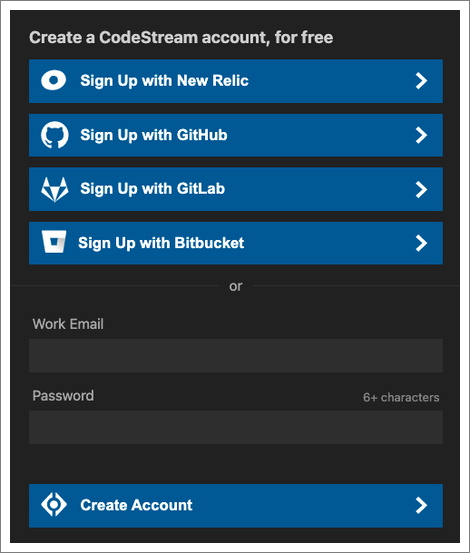 Create a CodeStream account, for free
Sign Up with New Relic
Sign Up with GitHub
Sign Up with GitLab
Sign Up with Bitbucket
or
Work Email
Password
6+ characters
Create Account